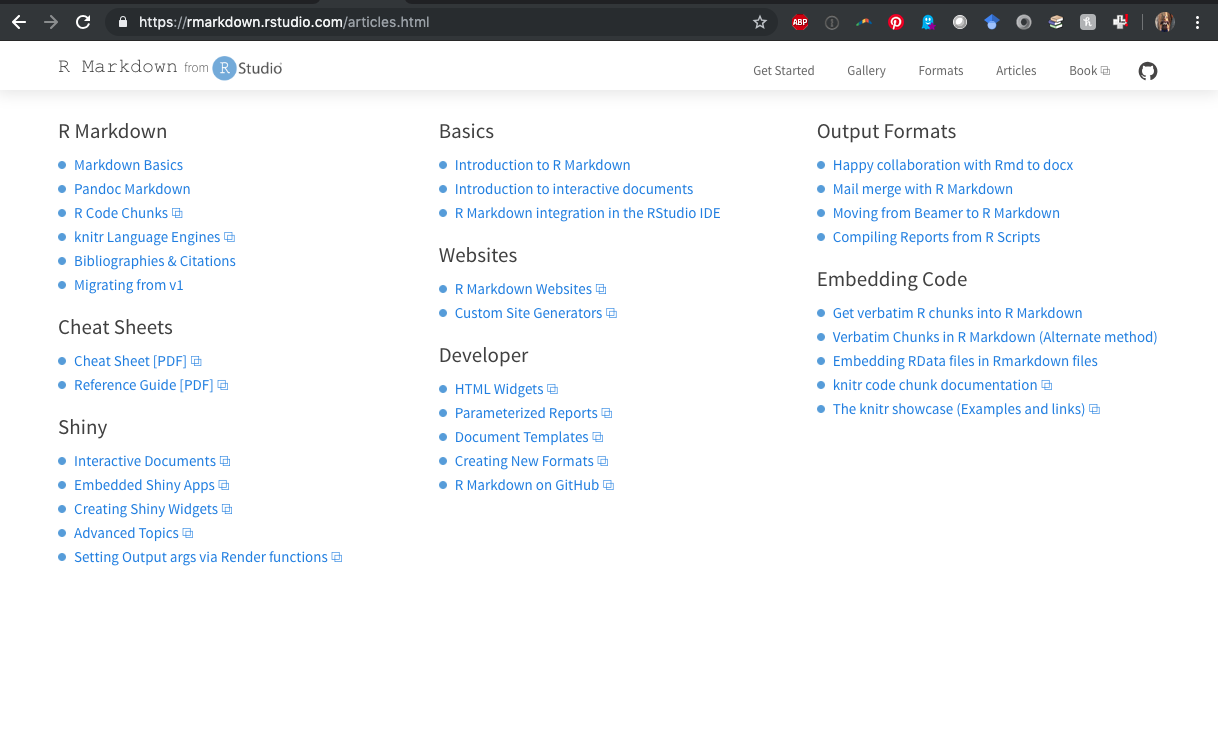 https://rmarkdown.rstudio.com/articles.html
ABP
R Markdown from R Studio
Get Started
Gallery
Formats
Articles
Book
R Markdown
Markdown Basics
Pandoc Markdown
R Code Chunks
knitr Language Engines
Bibliographies & Citations
Migrating from v1
Cheat Sheets
Cheat Sheet [PDF]
Reference Guide [PDF]
Shiny
Interactive Documents
Embedded Shiny Apps
Creating Shiny Widgets
Advanced Topics
Setting Output args via Render functions
Basics
Introduction to R Markdown
Introduction to interactive documents
R Markdown integration in the RStudio IDE
Websites
R Markdown Websites
Custom Site Generators
Developer
HTML Widgets
Parameterized Reports
Document Templates
Creating New Formats
R Markdown on GitHub
Output Formats
Happy collaboration with Rmd to docx
Mail merge with R Markdown
Moving from Beamer to R Markdown
Compiling Reports from R Scripts
Embedding Code
Get verbatim R chunks into R Markdown
Verbatim Chunks in R Markdown (Alternate method)
Embedding RData files in Rmarkdown files
knitr code chunk documentation
The knitr showcase (Examples and links)